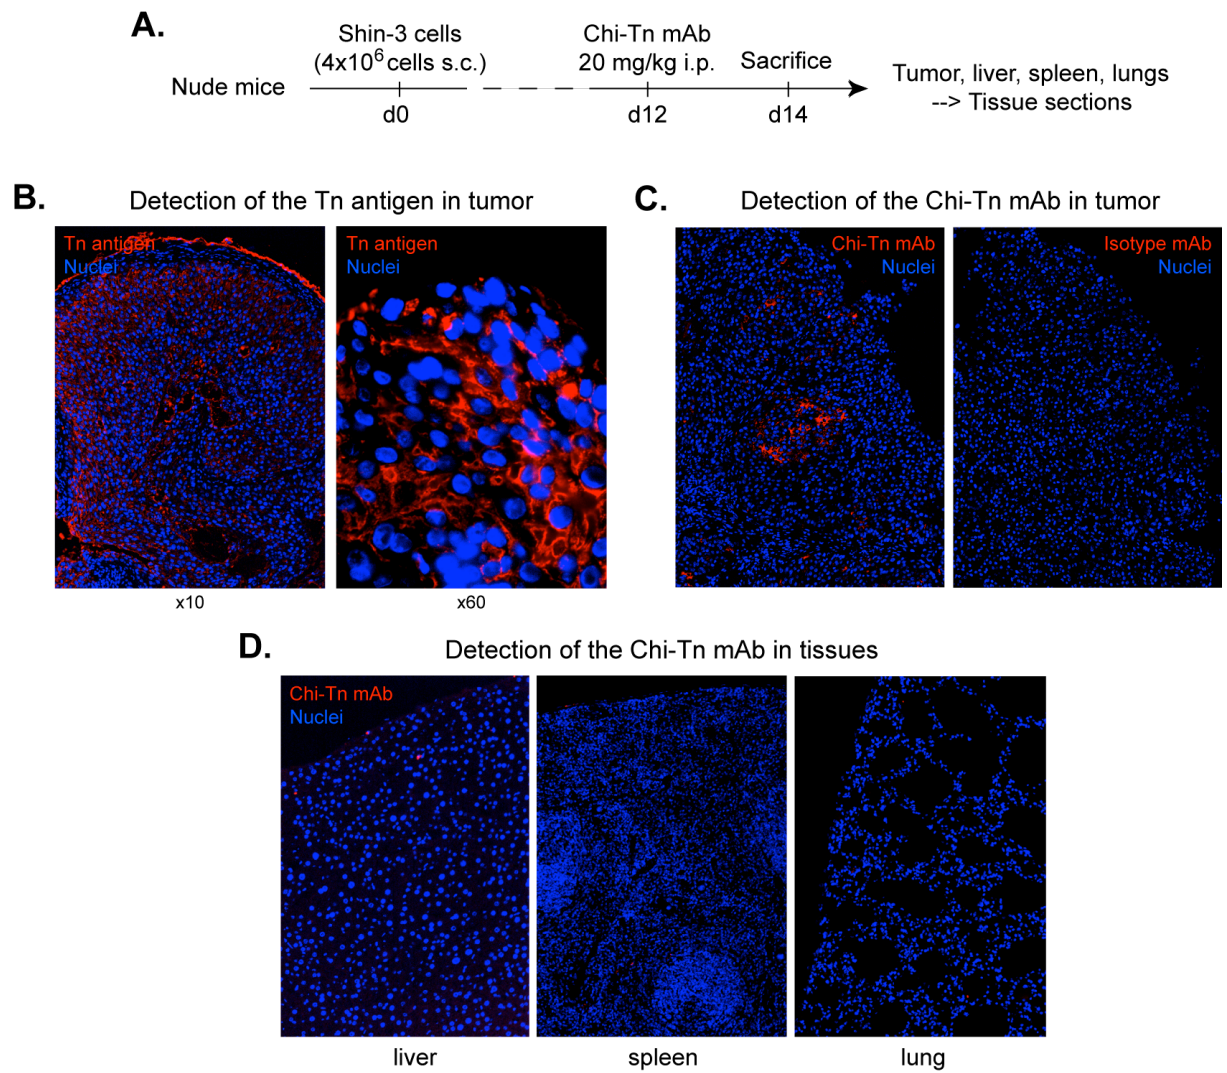 A.
Shin-3 cells
(4x10⁶ cells s.c.)
Chi-Tn mAb
20 mg/kg i.p.
Sacrifice
Nude mice
d0
d12
d14
Tumor, liver, spleen, lungs
--> Tissue sections
B.
Detection of the Tn antigen in tumor
Tn antigen
Nuclei
Tn antigen
Nuclei
x10
x60
C.
Detection of the Chi-Tn mAb in tumor
Chi-Tn mAb
Nuclei
Isotype mAb
Nuclei
D.
Detection of the Chi-Tn mAb in tissues
Chi-Tn mAb
Nuclei
liver
spleen
lung